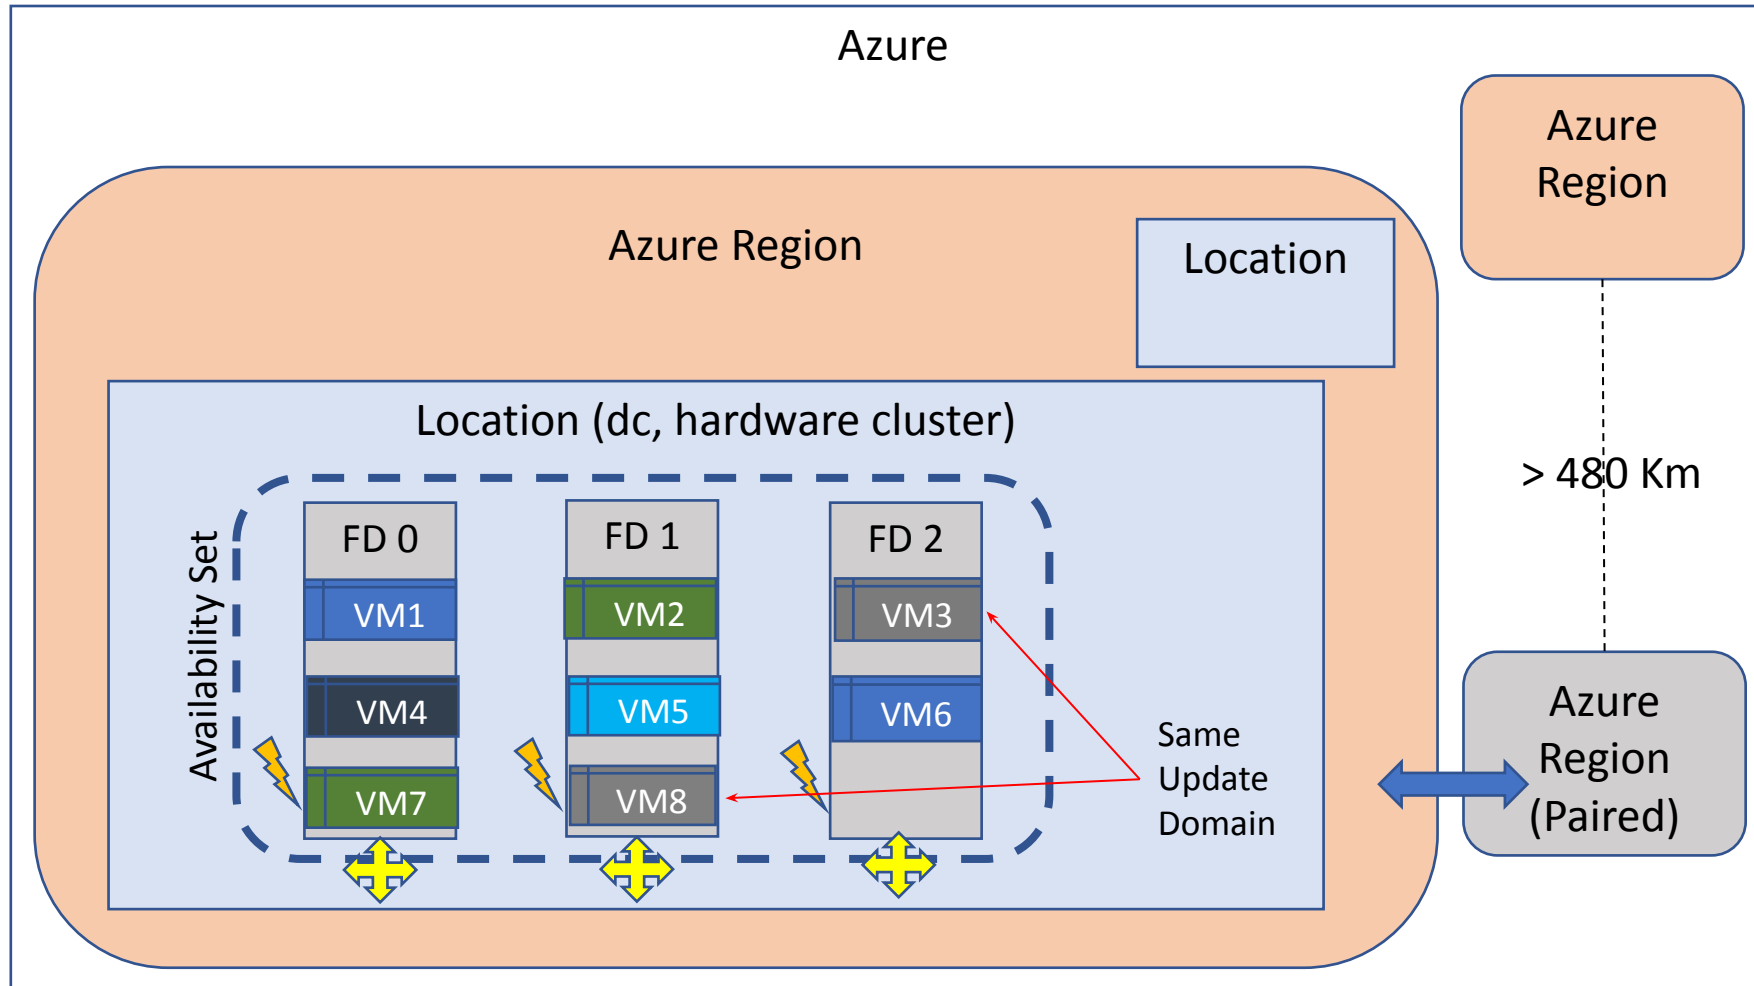 Azure
Azure
Region
Azure Region
Location
Location (dc, hardware cluster)
> 480 Km
Availability Set
FD 0
FD 1
FD 2
VM1
VM2
VM3
VM4
VM5
VM6
VM7
VM8
Same
Update
Domain
Azure
Region
(Paired)